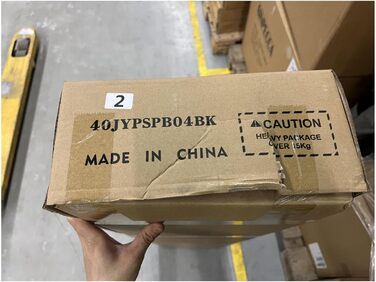 2
40JYPSPB04BK
MADE IN CHINA
CAUTION
HEAVY PACKAGE
OVER 15Kg